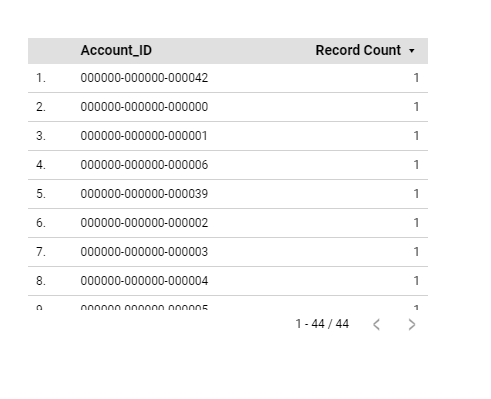 Account_ID Record Count
1. 000000-000000-000042 1
2. 000000-000000-000000 1
3. 000000-000000-000001 1
4. 000000-000000-000006 1
5. 000000-000000-000039 1
6. 000000-000000-000002 1
7. 000000-000000-000003 1
8. 000000-000000-000004 1
9. 000000-000000-000005 1
1 - 44 / 44